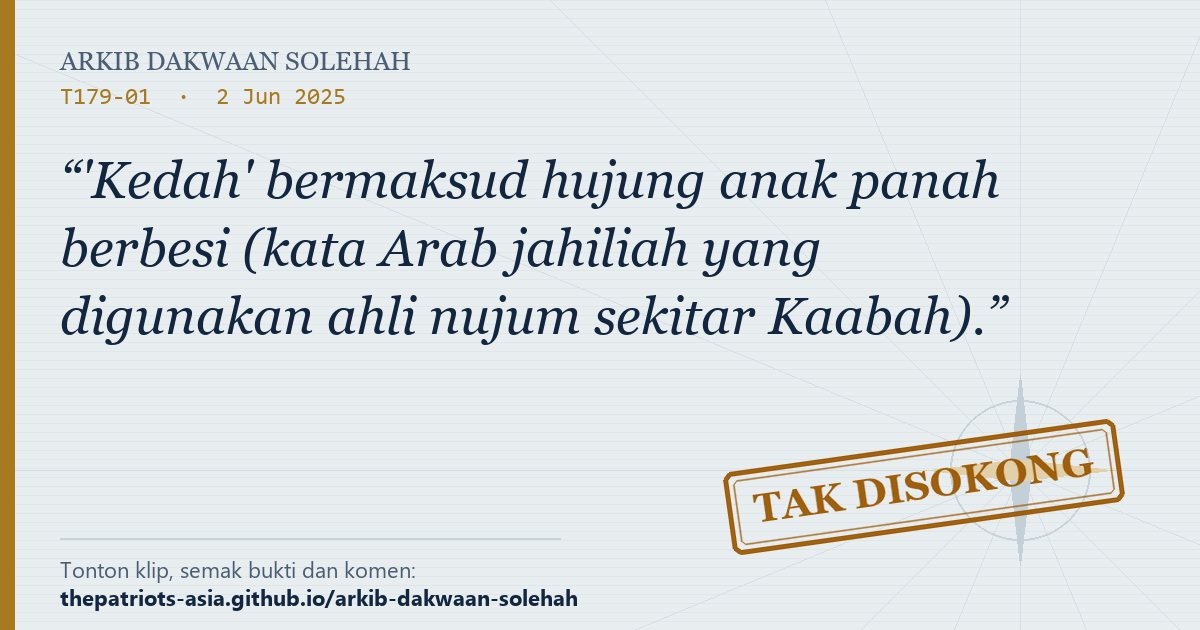 ARKIB DAKWAAN SOLEHAH
T179-01 · 2 Jun 2025
“'Kedah' bermaksud hujung anak panah
berbesi (kata Arab jahiliah yang
digunakan ahli nujum sekitar Kaabah).”
TAK DISOKONG
Tonton klip, semak bukti dan komen:
thepatriots-asia.github.io/arkib-dakwaan-solehah